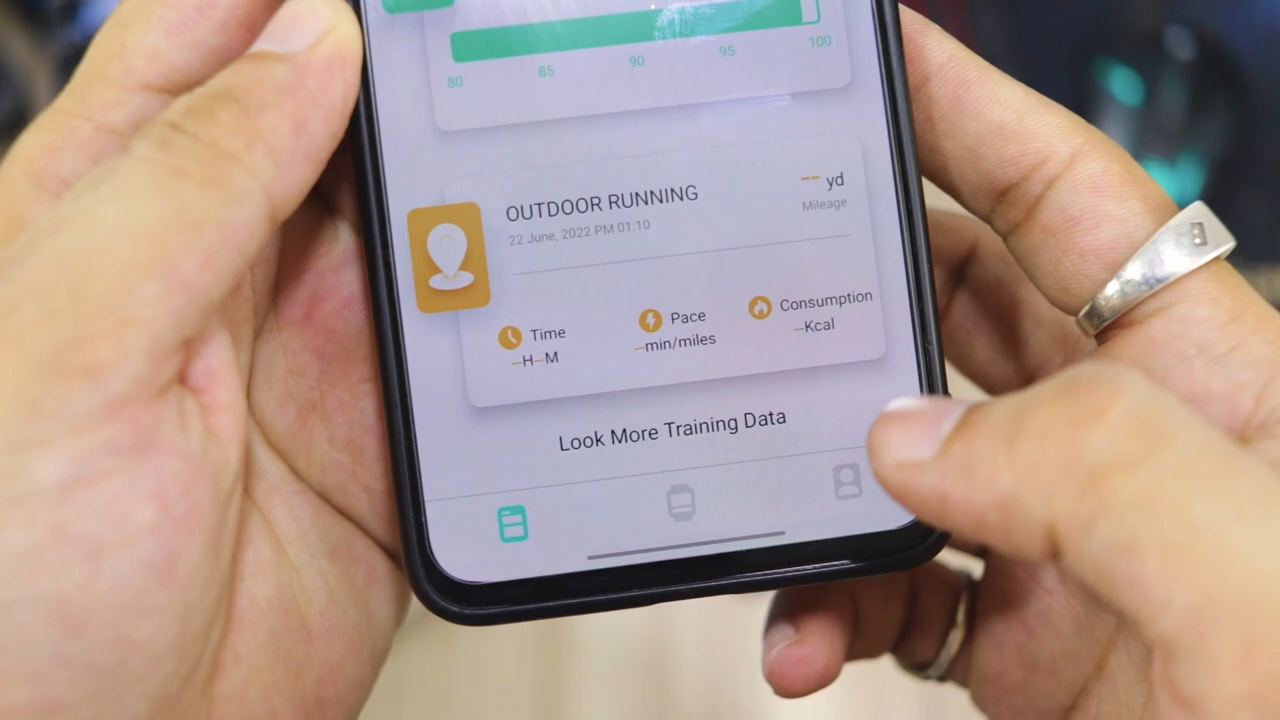 80 85 90 95 100
OUTDOOR RUNNING
-- yd
22 June, 2022 PM 01:10
Mileage
Time Pace Consumption
--H--M --min/miles --Kcal
Look More Training Data